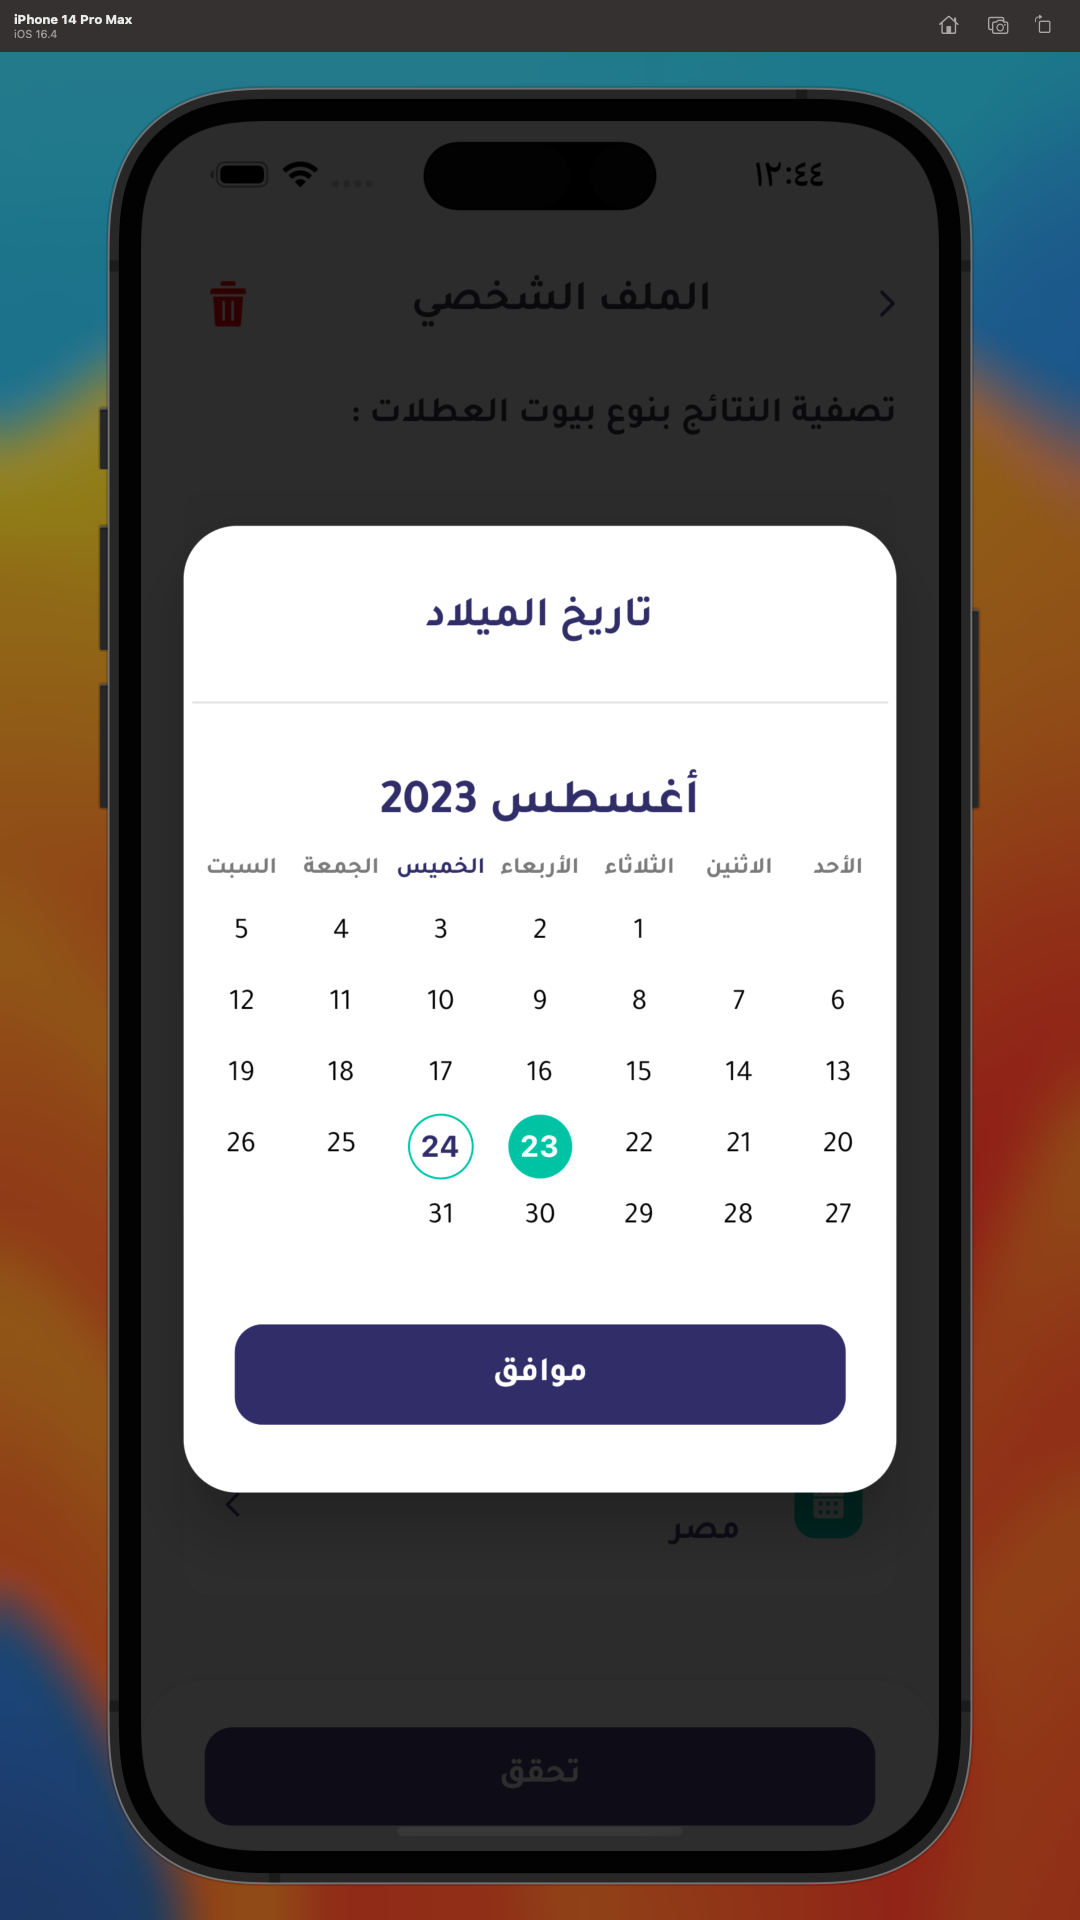 iPhone 14 Pro Max
iOS 16.4
١٢:٤٤
الملف الشخصي
تصفية النتائج بنوع بيوت العطلات :
تاريخ الميلاد
أغسطس 2023
الأحد الاثنين الثلاثاء الأربعاء الخميس الجمعة السبت
1 2 3 4 5
6 7 8 9 10 11 12
13 14 15 16 17 18 19
20 21 22 23 24 25 26
27 28 29 30 31
موافق
مصر
تحقق